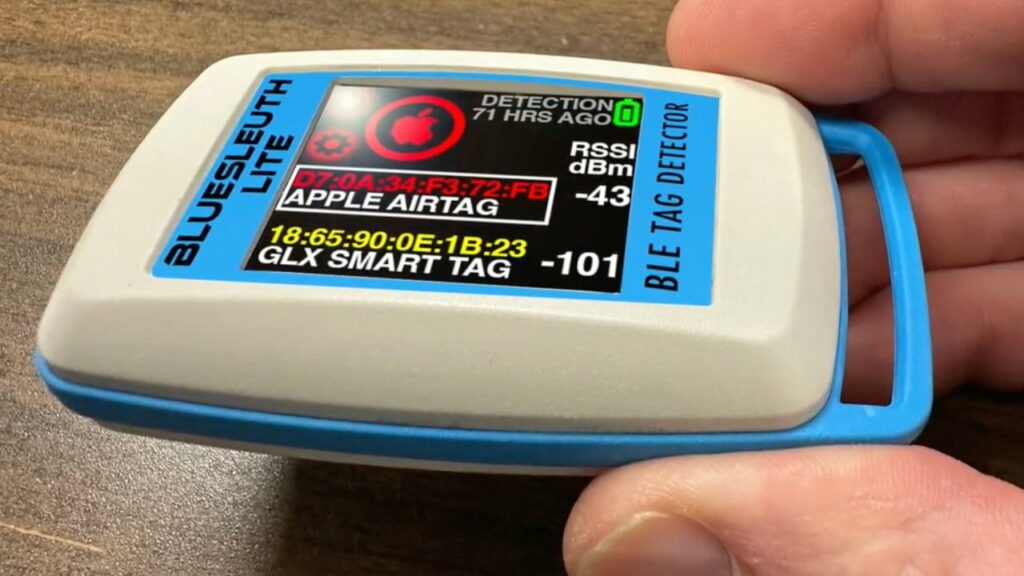 BLUESLEUTH
LITE
DETECTION
71 HRS AGO
RSSI
dBm
D7:0A:34:F3:72:FB
APPLE AIRTAG
-43
18:65:90:0E:1B:23
GLX SMART TAG
-101
BLE TAG DETECTOR